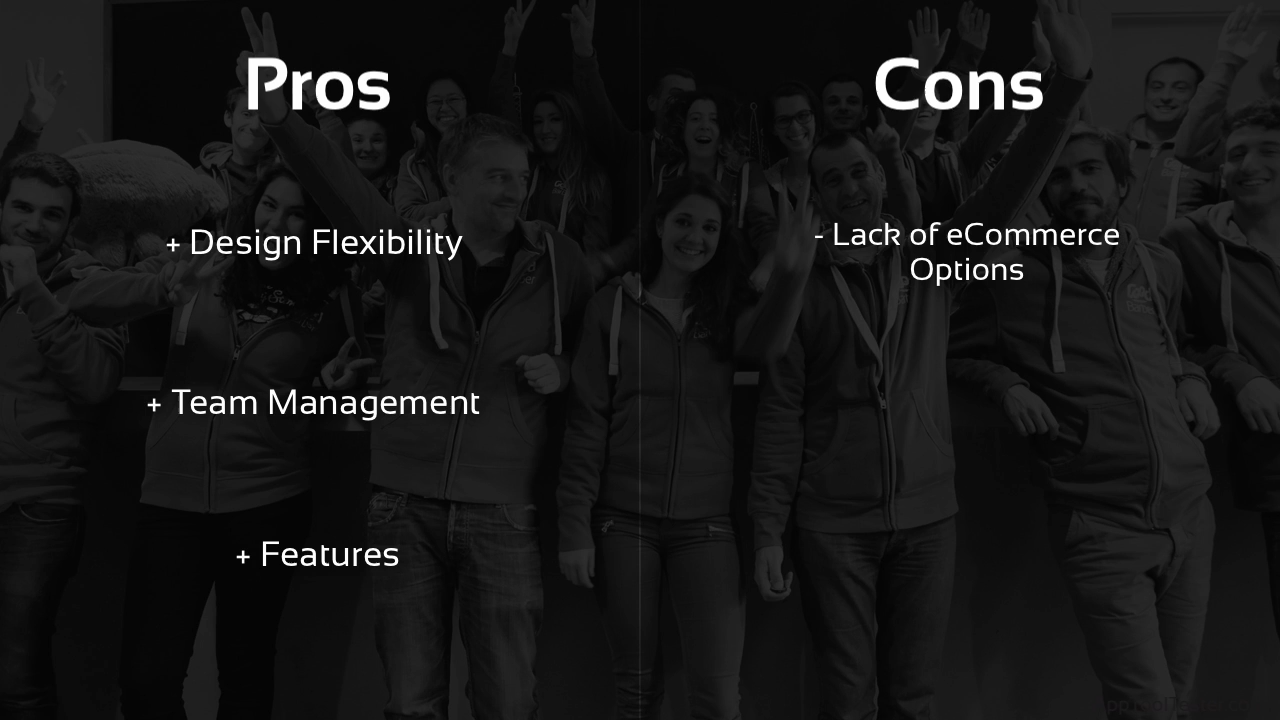 Pros
+ Design Flexibility
+ Team Management
+ Features
Cons
- Lack of eCommerce
Options